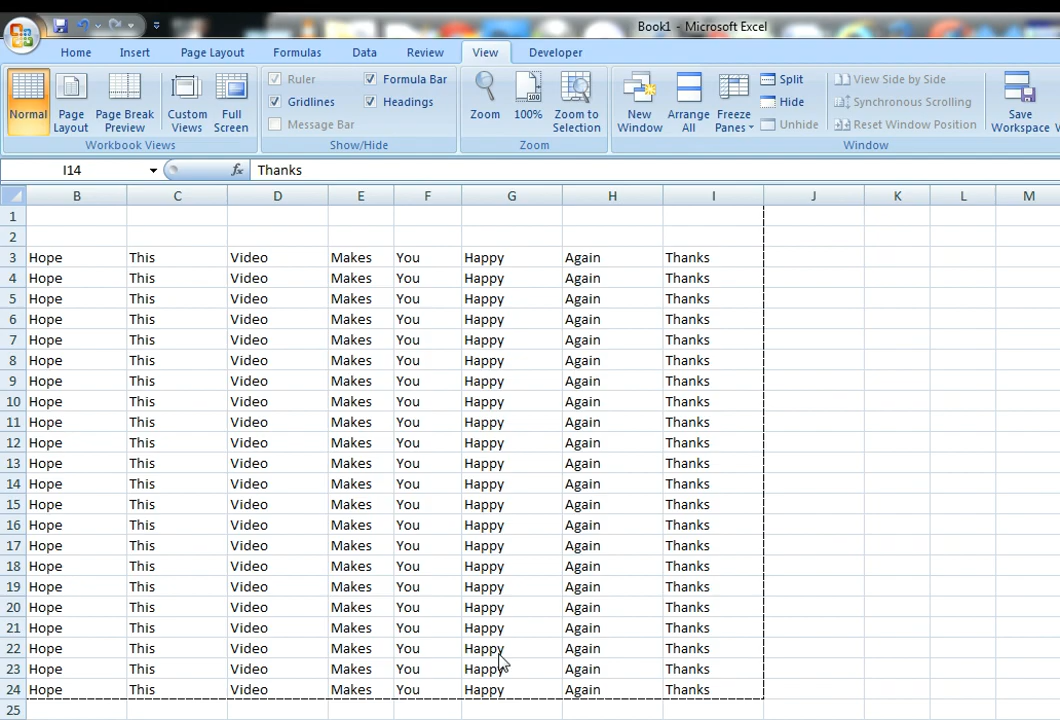 Book1 - Microsoft Excel
Home Insert Page Layout Formulas Data Review View Developer
Normal Page Layout Page Break Preview Custom Views Full Screen
Workbook Views
Ruler Formula Bar
Gridlines Headings
Message Bar
Show/Hide
Zoom 100% Zoom to Selection
Zoom
New Window Arrange All Freeze Panes
Split View Side by Side
Hide Synchronous Scrolling
Unhide Reset Window Position
Save Workspace
Window
I14 fx Thanks
B C D E F G H I J K L M
1
2
3 Hope This Video Makes You Happy Again Thanks
4 Hope This Video Makes You Happy Again Thanks
5 Hope This Video Makes You Happy Again Thanks
6 Hope This Video Makes You Happy Again Thanks
7 Hope This Video Makes You Happy Again Thanks
8 Hope This Video Makes You Happy Again Thanks
9 Hope This Video Makes You Happy Again Thanks
10 Hope This Video Makes You Happy Again Thanks
11 Hope This Video Makes You Happy Again Thanks
12 Hope This Video Makes You Happy Again Thanks
13 Hope This Video Makes You Happy Again Thanks
14 Hope This Video Makes You Happy Again Thanks
15 Hope This Video Makes You Happy Again Thanks
16 Hope This Video Makes You Happy Again Thanks
17 Hope This Video Makes You Happy Again Thanks
18 Hope This Video Makes You Happy Again Thanks
19 Hope This Video Makes You Happy Again Thanks
20 Hope This Video Makes You Happy Again Thanks
21 Hope This Video Makes You Happy Again Thanks
22 Hope This Video Makes You Happy Again Thanks
23 Hope This Video Makes You Happy Again Thanks
24 Hope This Video Makes You Happy Again Thanks
25